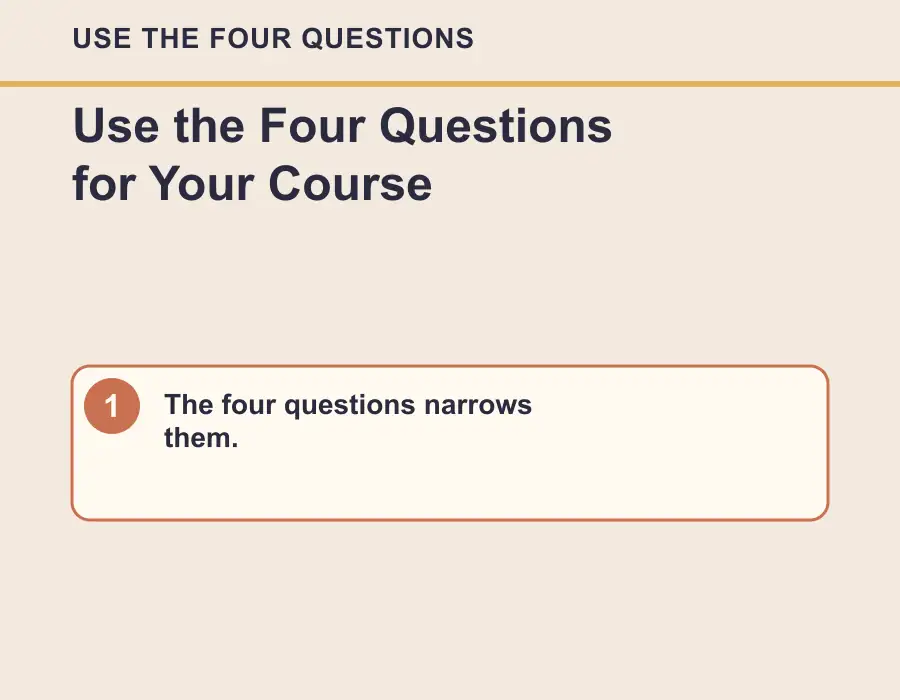 USE THE FOUR QUESTIONS
Use the Four Questions
for Your Course
1
The four questions narrows
them.